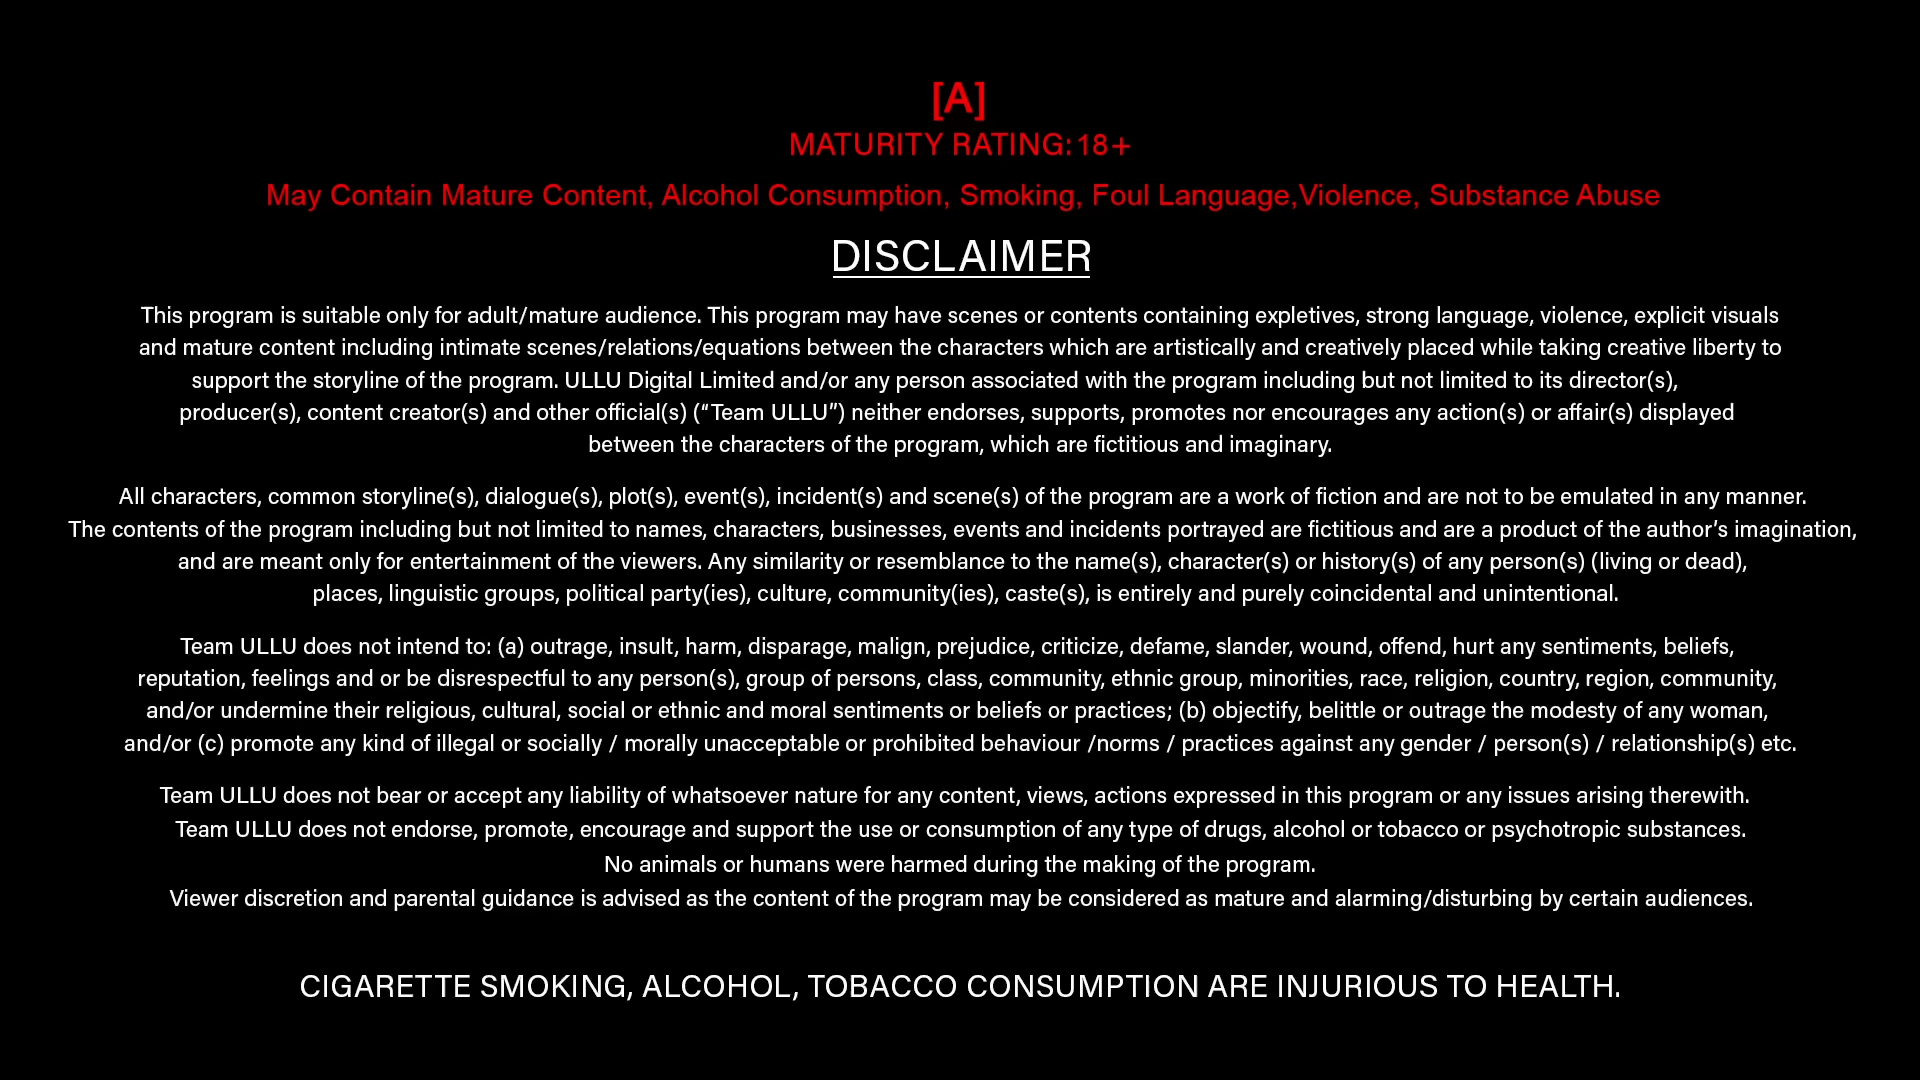 [A]
MATURITY RATING:18+
May Contain Mature Content, Alcohol Consumption, Smoking, Foul Language,Violence, Substance Abuse
DISCLAIMER
This program is suitable only for adult/mature audience. This program may have scenes or contents containing expletives, strong language, violence, explicit visuals
and mature content including intimate scenes/relations/equations between the characters which are artistically and creatively placed while taking creative liberty to
support the storyline of the program. ULLU Digital Limited and/or any person associated with the program including but not limited to its director(s),
producer(s), content creator(s) and other official(s) (“Team ULLU”) neither endorses, supports, promotes nor encourages any action(s) or affair(s) displayed
between the characters of the program, which are fictitious and imaginary.
All characters, common storyline(s), dialogue(s), plot(s), event(s), incident(s) and scene(s) of the program are a work of fiction and are not to be emulated in any manner.
The contents of the program including but not limited to names, characters, businesses, events and incidents portrayed are fictitious and are a product of the author’s imagination,
and are meant only for entertainment of the viewers. Any similarity or resemblance to the name(s), character(s) or history(s) of any person(s) (living or dead),
places, linguistic groups, political party(ies), culture, community(ies), caste(s), is entirely and purely coincidental and unintentional.
Team ULLU does not intend to: (a) outrage, insult, harm, disparage, malign, prejudice, criticize, defame, slander, wound, offend, hurt any sentiments, beliefs,
reputation, feelings and or be disrespectful to any person(s), group of persons, class, community, ethnic group, minorities, race, religion, country, region, community,
and/or undermine their religious, cultural, social or ethnic and moral sentiments or beliefs or practices; (b) objectify, belittle or outrage the modesty of any woman,
and/or (c) promote any kind of illegal or socially / morally unacceptable or prohibited behaviour /norms / practices against any gender / person(s) / relationship(s) etc.
Team ULLU does not bear or accept any liability of whatsoever nature for any content, views, actions expressed in this program or any issues arising therewith.
Team ULLU does not endorse, promote, encourage and support the use or consumption of any type of drugs, alcohol or tobacco or psychotropic substances.
No animals or humans were harmed during the making of the program.
Viewer discretion and parental guidance is advised as the content of the program may be considered as mature and alarming/disturbing by certain audiences.
CIGARETTE SMOKING, ALCOHOL, TOBACCO CONSUMPTION ARE INJURIOUS TO HEALTH.